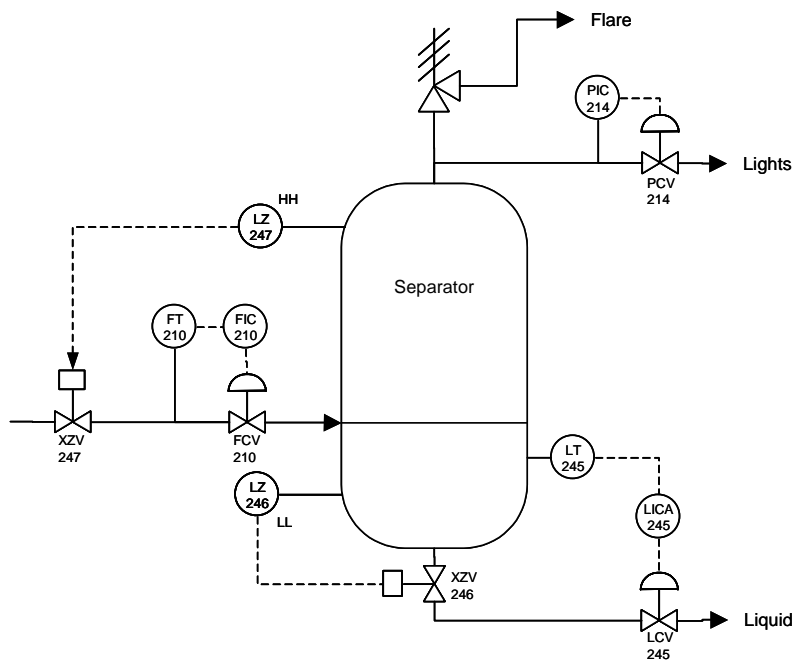 Flare
PIC
214
Lights
PCV
214
HH
LZ
247
Separator
FT
210
FIC
210
XZV
247
FCV
210
LT
245
LZ
246
LL
LICA
245
XZV
246
Liquid
LCV
245